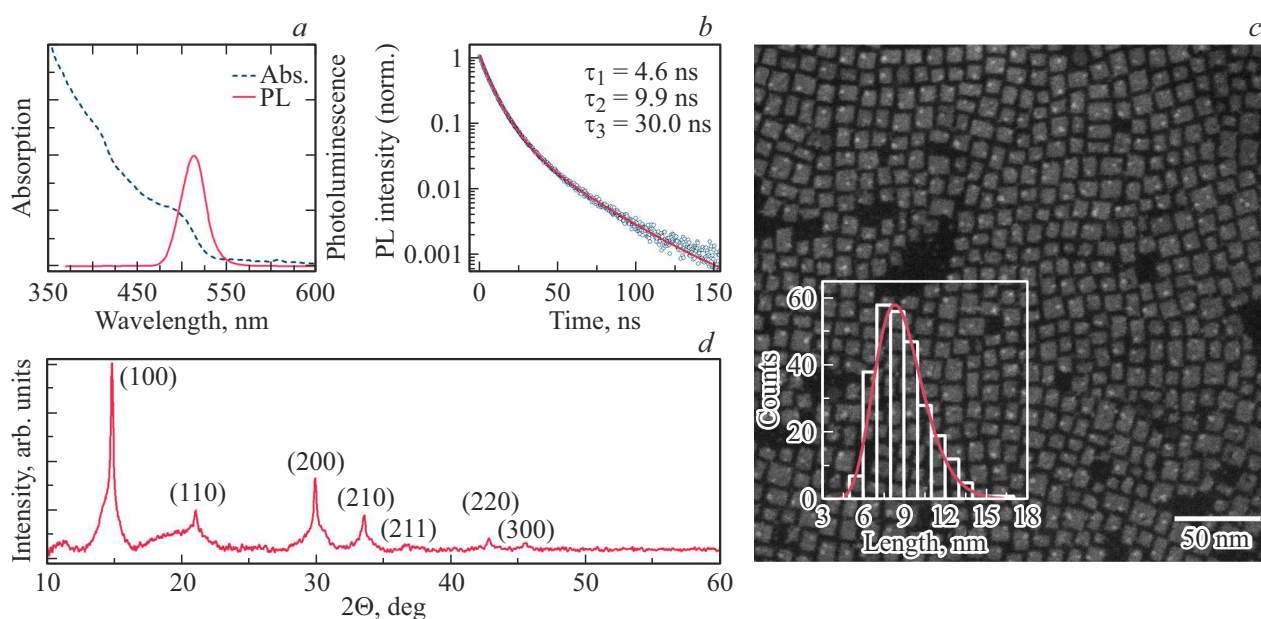 a
Absorption
Photoluminescence
Abs.
PL
350 450 550 600
Wavelength, nm
b
PL intensity (norm.)
1
0.1
0.01
0.001
τ1 = 4.6 ns
τ2 = 9.9 ns
τ3 = 30.0 ns
0 50 100 150
Time, ns
c
Counts
60
40
20
0
3 6 9 12 15 18
Length, nm
50 nm
d
Intensity, arb. units
(100)
(110)
(200)
(210)
(211)
(220)
(300)
10 20 30 40 50 60
2Θ, deg